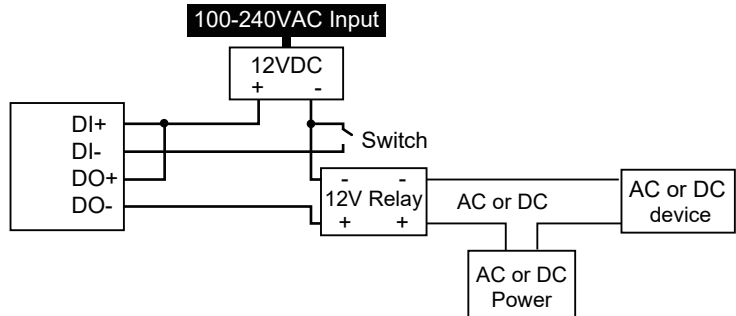 100-240VAC Input
12VDC
+ -
DI+
DI-
DO+
DO-
Switch
- -
12V Relay
+ +
AC or DC
AC or DC
device
AC or DC
Power